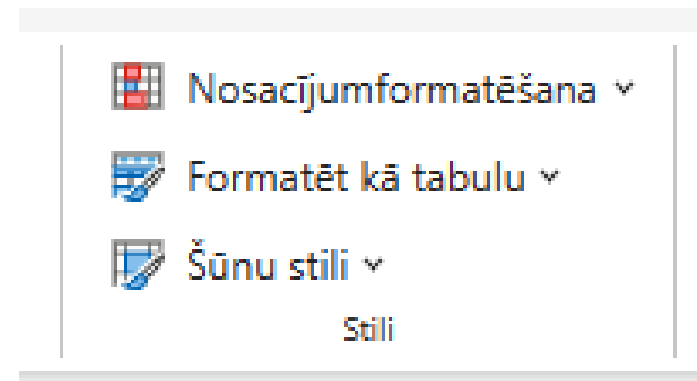 Nosacījumformatēšana
Formatēt kā tabulu
Šūnu stili
Stili